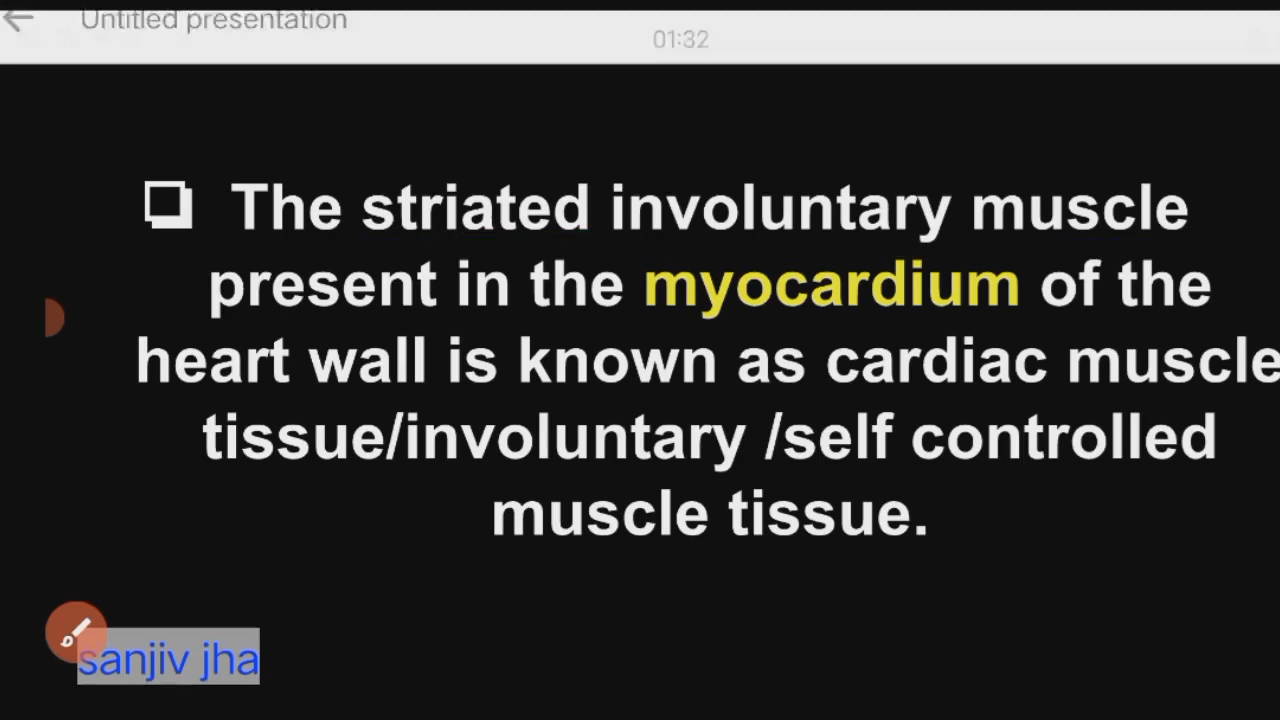 Untitled presentation
01:32
❏ The striated involuntary muscle
present in the myocardium of the
heart wall is known as cardiac muscle
tissue/involuntary /self controlled
muscle tissue.
sanjiv jha